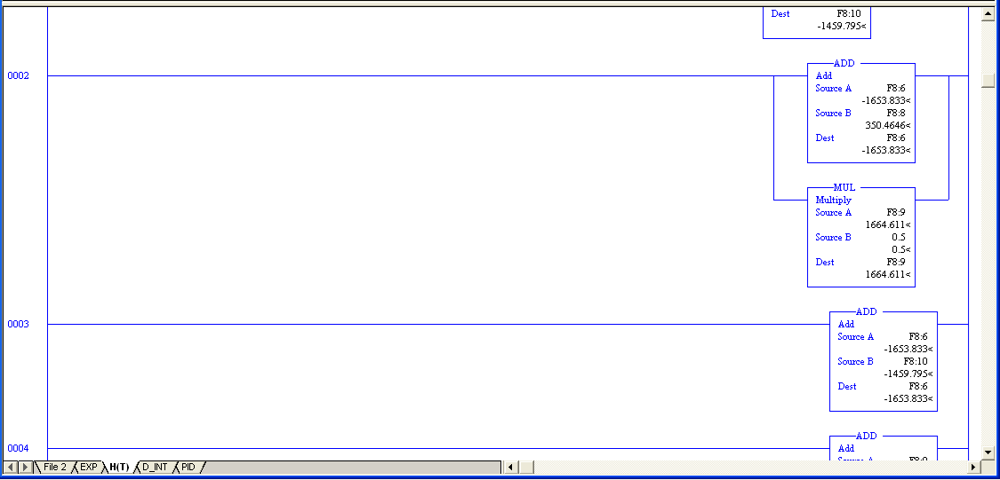 Dest F8:10
-1459.795<
0002
ADD
Add
Source A F8:6
-1653.833<
Source B F8:8
350.4646<
Dest F8:6
-1653.833<
MUL
Multiply
Source A F8:9
1664.611<
Source B 0.5
0.5<
Dest F8:9
1664.611<
0003
ADD
Add
Source A F8:6
-1653.833<
Source B F8:10
-1459.795<
Dest F8:6
-1653.833<
0004
ADD
Add
Source A
File 2 EXP H(T) D_INT PID